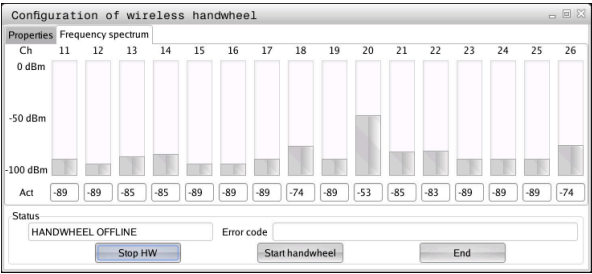 Configuration of wireless handwheel
Properties Frequency spectrum
Ch 11 12 13 14 15 16 17 18 19 20 21 22 23 24 25 26
0 dBm
-50 dBm
-100 dBm
Act -89 -89 -85 -85 -89 -89 -89 -74 -89 -53 -85 -83 -89 -89 -89 -74
Status
HANDWHEEL OFFLINE Error code
Stop HW Start handwheel End